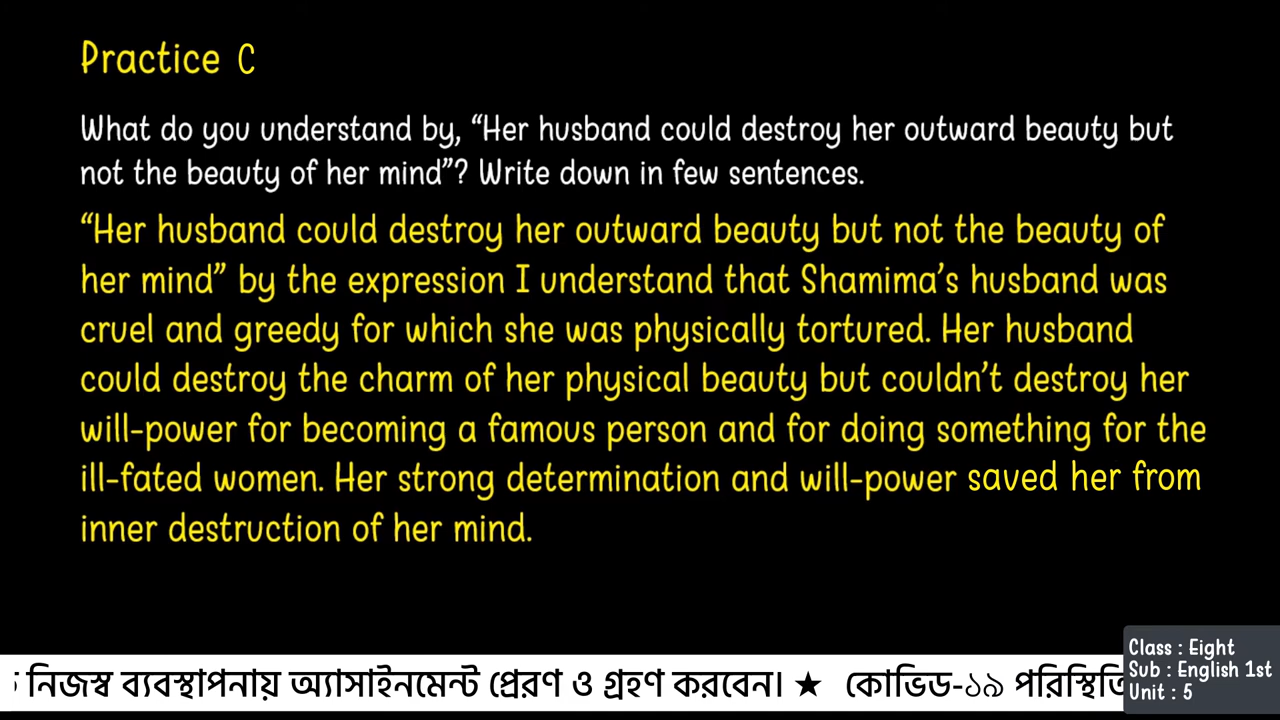 Practice C
What do you understand by, “Her husband could destroy her outward beauty but
not the beauty of her mind”? Write down in few sentences.
“Her husband could destroy her outward beauty but not the beauty of
her mind” by the expression I understand that Shamima’s husband was
cruel and greedy for which she was physically tortured. Her husband
could destroy the charm of her physical beauty but couldn’t destroy her
will-power for becoming a famous person and for doing something for the
ill-fated women. Her strong determination and will-power saved her from
inner destruction of her mind.
নিজস্ব ব্যবস্থাপনায় অ্যাসাইনমেন্ট প্রেরণ ও গ্রহণ করবেন। ★ কোভিড-১৯ পরিস্থিতি
Class : Eight
Sub : English 1st
Unit : 5